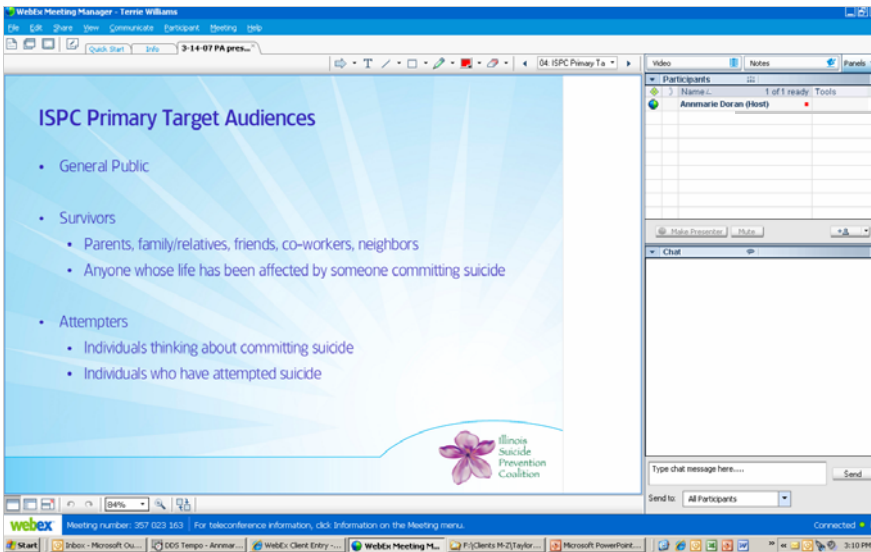 WebEx Meeting Manager - Terrie Williams
File Edit Share View Communicate Participant Meeting Help
Quick Start Info 3-14-07 PA pres...
04: ISPC Primary Ta
Video Notes Panels
ISPC Primary Target Audiences
• General Public
• Survivors
• Parents, family/relatives, friends, co-workers, neighbors
• Anyone whose life has been affected by someone committing suicide
• Attempters
• Individuals thinking about committing suicide
• Individuals who have attempted suicide
Illinois
Suicide
Prevention
Coalition
Participants
Name 1 of 1 ready Tools
Annmarie Doran (Host)
Make Presenter Mute
Chat
Type chat message here....
Send
Send to: All Participants
84%
webex Meeting number: 357 023 163 For teleconference information, click Information on the Meeting menu. Connected
Start Inbox - Microsoft Ou... DDS Tempo - Annmar... WebEx Client Entry -... WebEx Meeting M... P:\Clients M-Z\Taylor... Microsoft PowerPoint... 3:10 PM